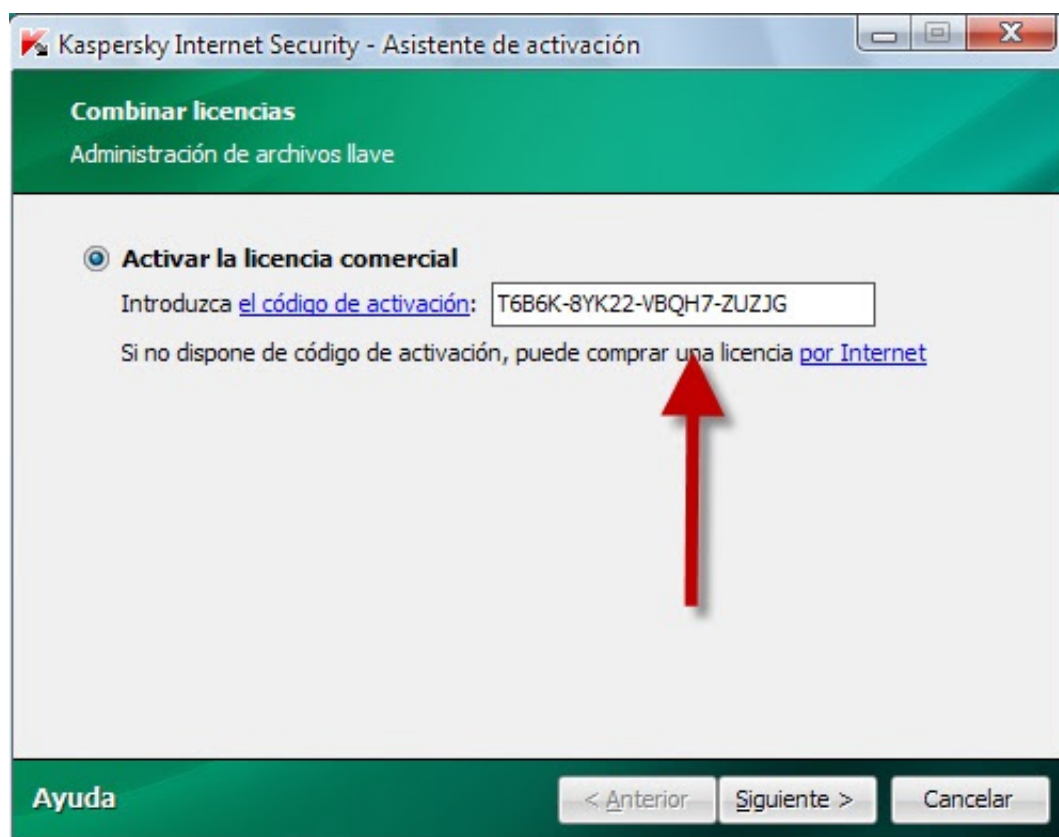 Kaspersky Internet Security - Asistente de activación
Combinar licencias
Administración de archivos llave
Activar la licencia comercial
Introduzca el código de activación: T6B6K-8YK22-VBQH7-ZUZJG
Si no dispone de código de activación, puede comprar una licencia por Internet
Ayuda
< Anterior
Siguiente >
Cancelar